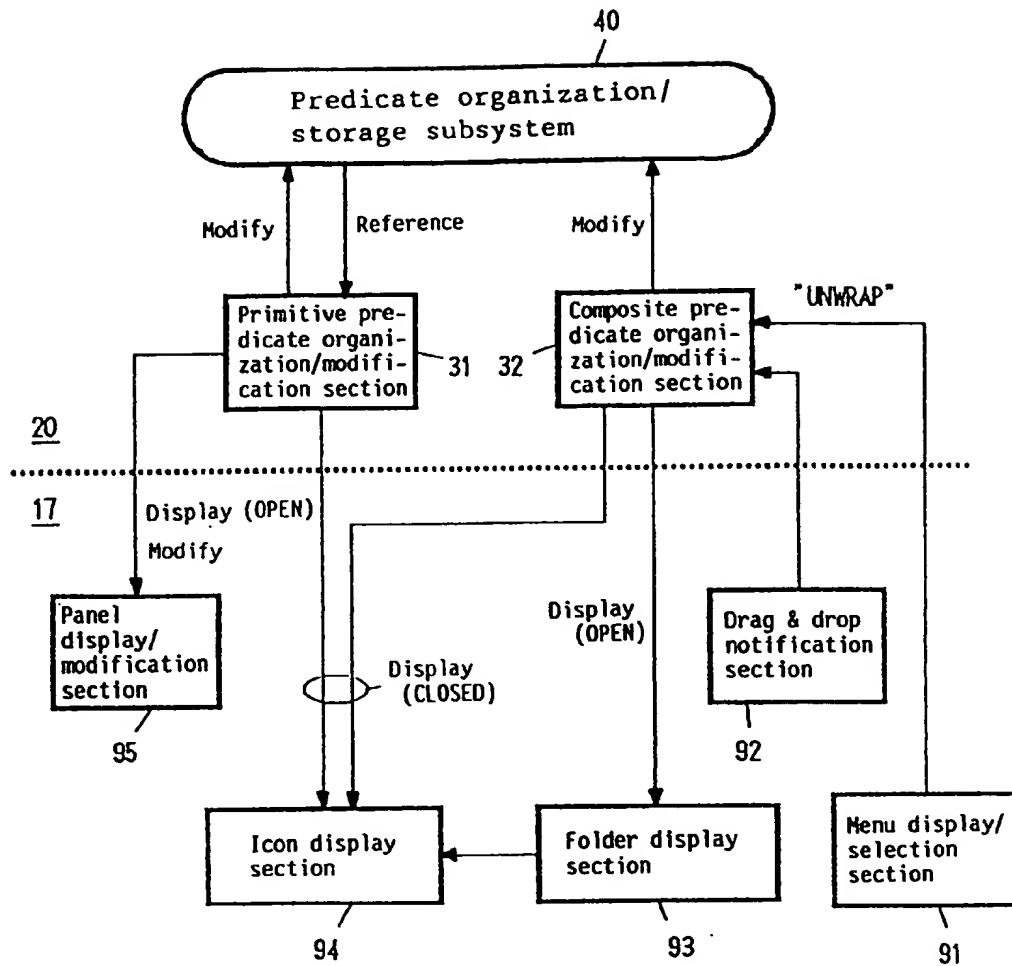 40
Predicate organization/
storage subsystem
Modify
Reference
Modify
"UNWRAP"
Primitive pre-
dicate organi-
zation/modifi-
cation section
31
32
Composite pre-
dicate organi-
zation/modifi-
cation section
20
17
Display (OPEN)
Modify
Panel
display/
modification
section
95
Display
(CLOSED)
Display
(OPEN)
Drag & drop
notification
section
92
Icon display
section
94
Folder display
section
93
Menu display/
selection
section
91